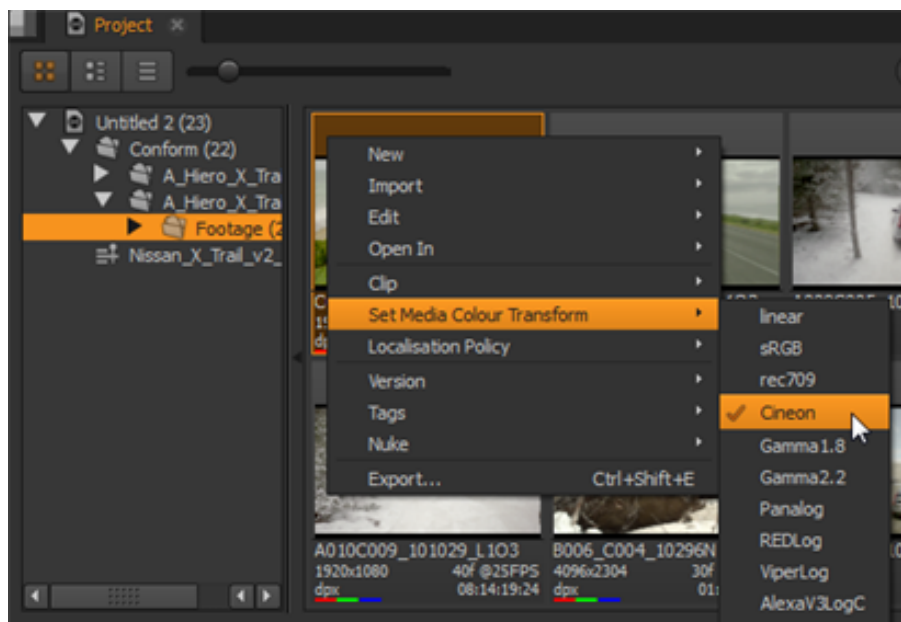 Project
Untitled 2 (23)
Conform (22)
A_Hiero_X_Tra
A_Hiero_X_Tra
Footage (2
Nissan_X_Trail_v2_
New
Import
Edit
Open In
Clip
Set Media Colour Transform
Localisation Policy
Version
Tags
Nuke
Export... Ctrl+Shift+E
linear
sRGB
rec709
Cineon
Gamma1.8
Gamma2.2
Panalog
REDLog
ViperLog
AlexaV3LogC
A010C009_101029_L1O3
1920x1080 40f @25FPS
dpx 08:14:19:24
B006_C004_10296N
4096x2304 30f
dpx 01: